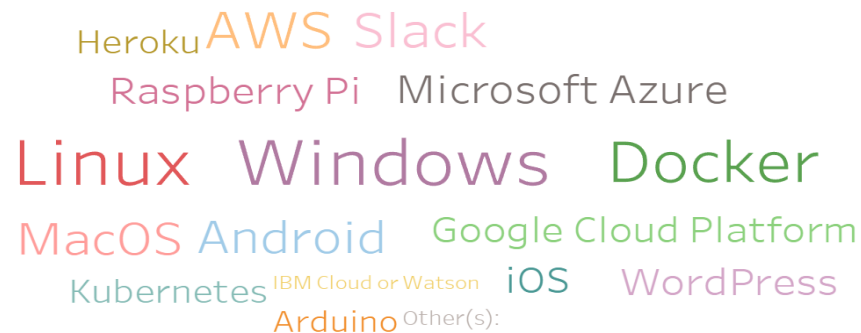 Heroku AWS Slack
Raspberry Pi Microsoft Azure
Linux Windows Docker
MacOS Android Google Cloud Platform
Kubernetes IBM Cloud or Watson iOS WordPress
Arduino Other(s):